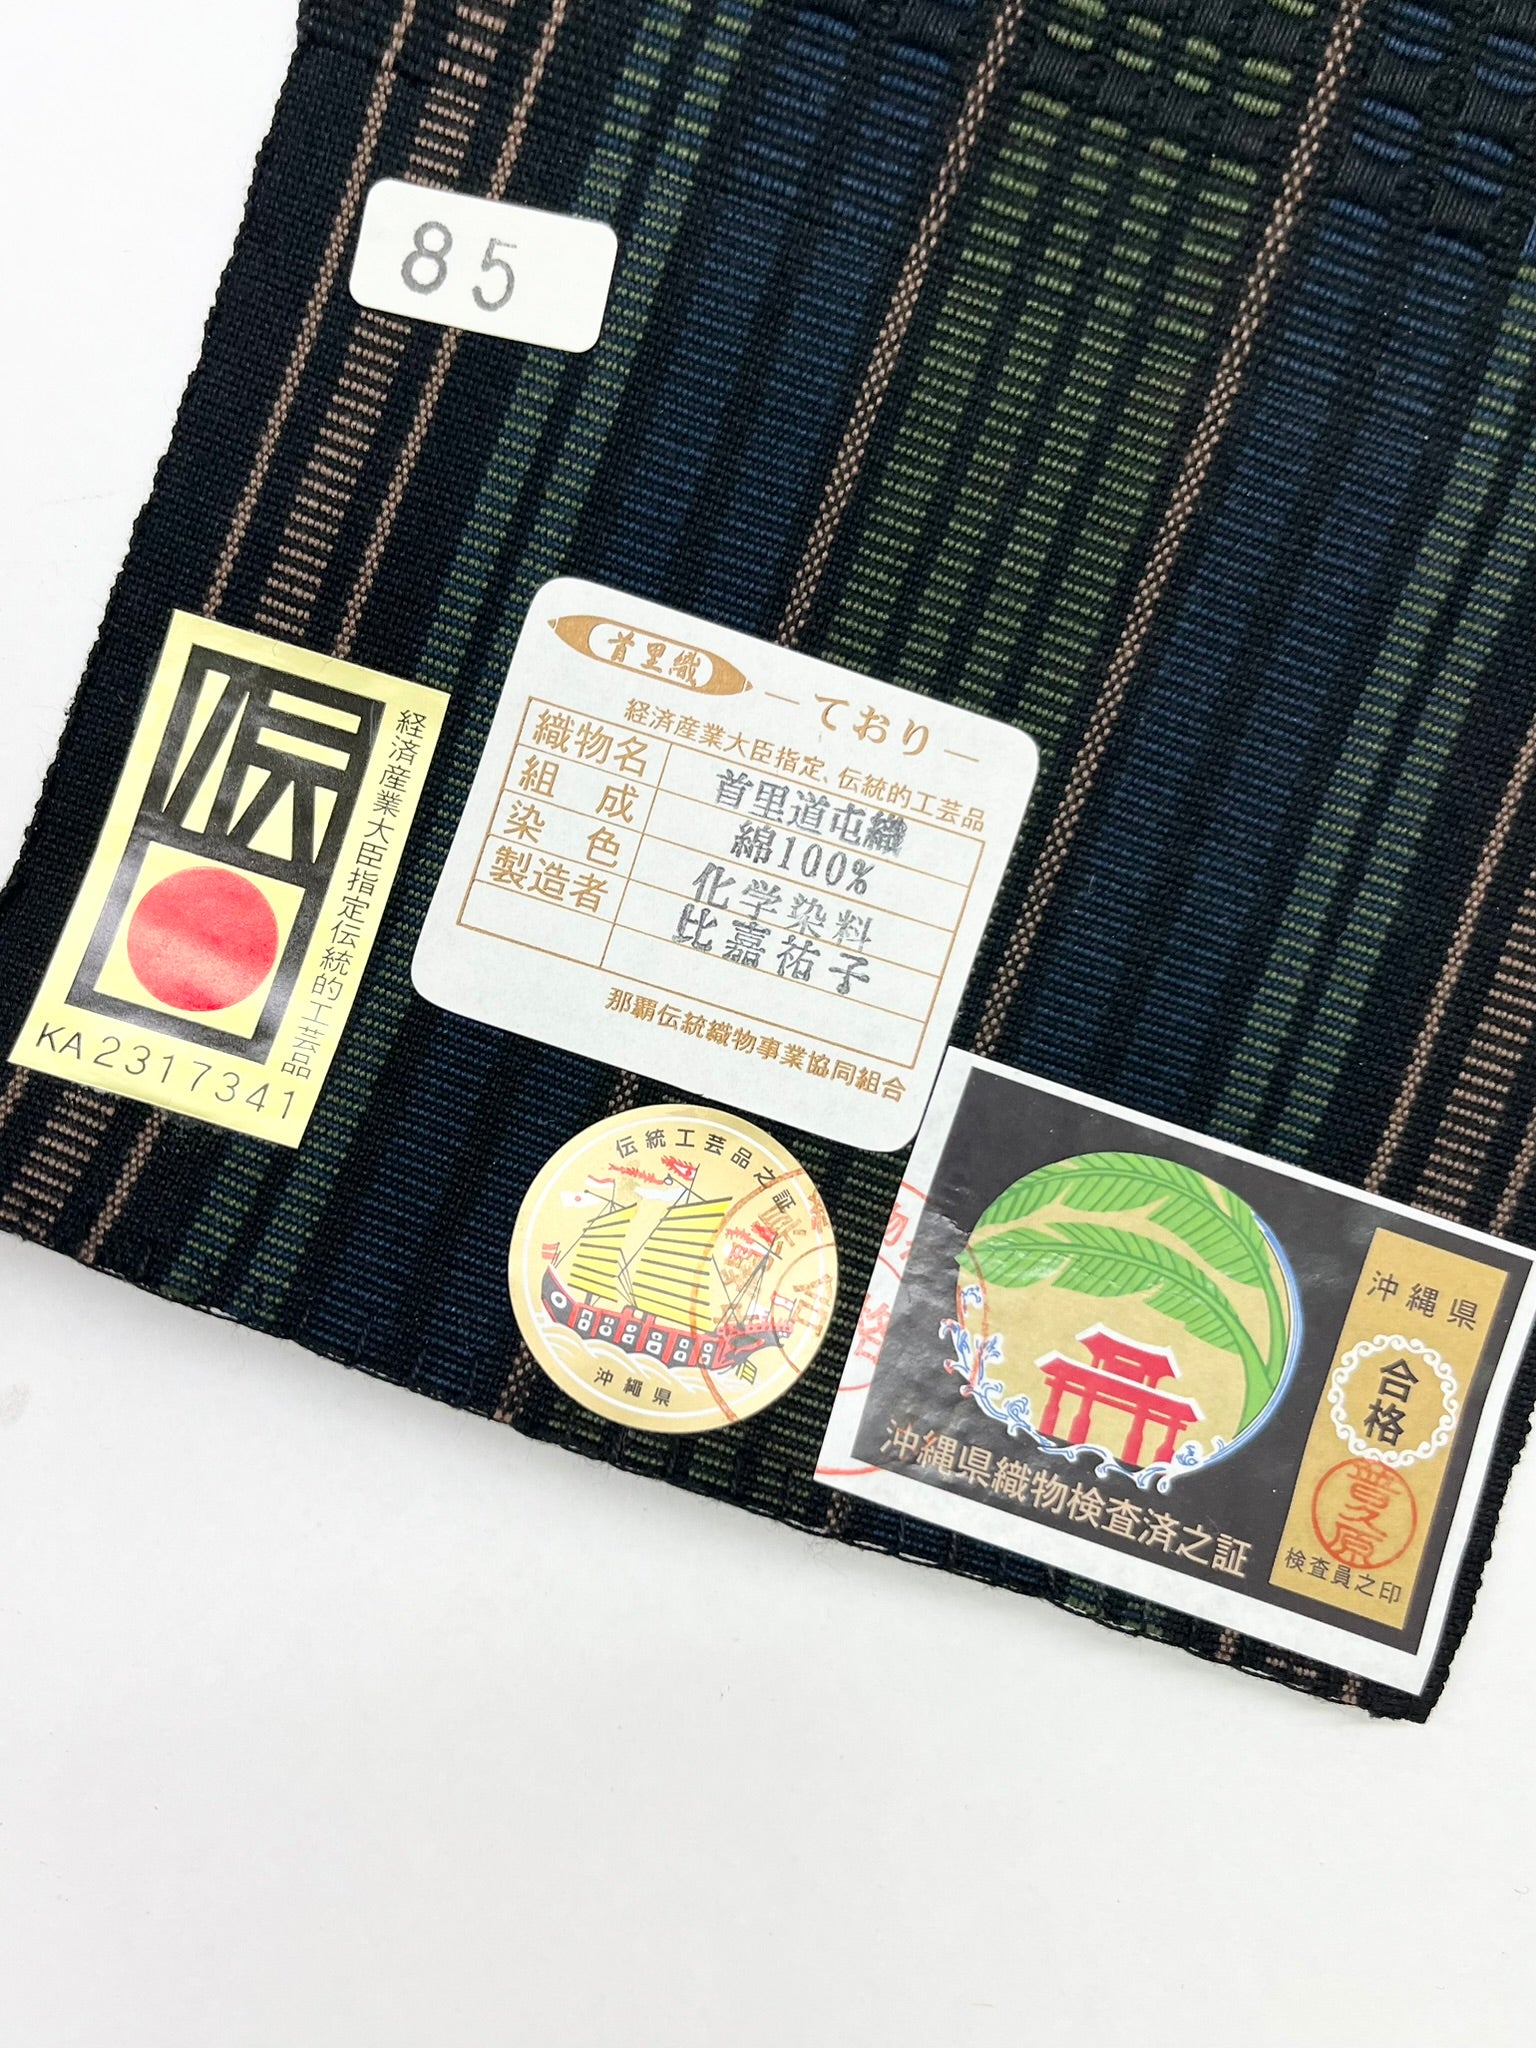 85
伝
経済産業大臣指定伝統的工芸品
KA2317341
首里織
—ており—
経済産業大臣指定、伝統的工芸品
織物名 首里道屯織
組成 綿100%
染色 化学染料
製造者 比嘉祐子
那覇伝統織物事業協同組合
伝統工芸品之証
沖縄県
沖縄県織物検査済之証
沖縄県
合格
検査員之印